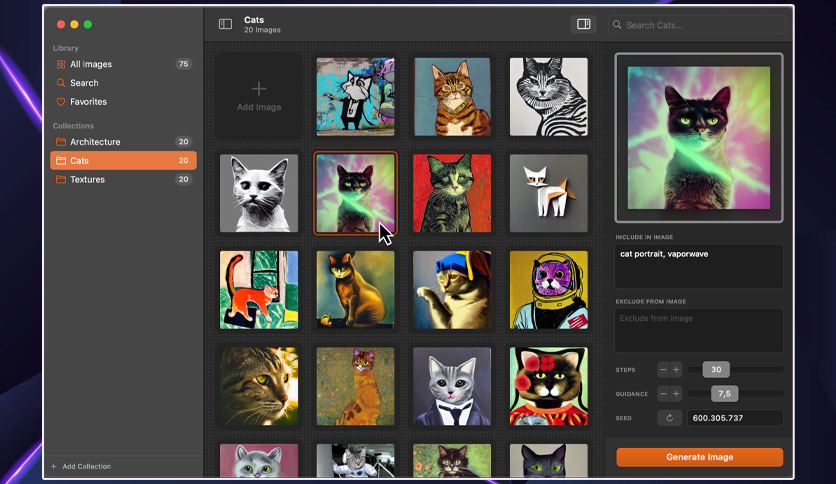 Library
All Images 75
Search
Favorites
Collections
Architecture 20
Cats 20
Textures 20
+ Add Collection
Cats
20 Images
Search Cats...
+
Add Image
INCLUDE IN IMAGE
cat portrait, vaporwave
EXCLUDE FROM IMAGE
Exclude from Image
STEPS − + 30
GUIDANCE − + 7,5
SEED 600.305.737
Generate Image